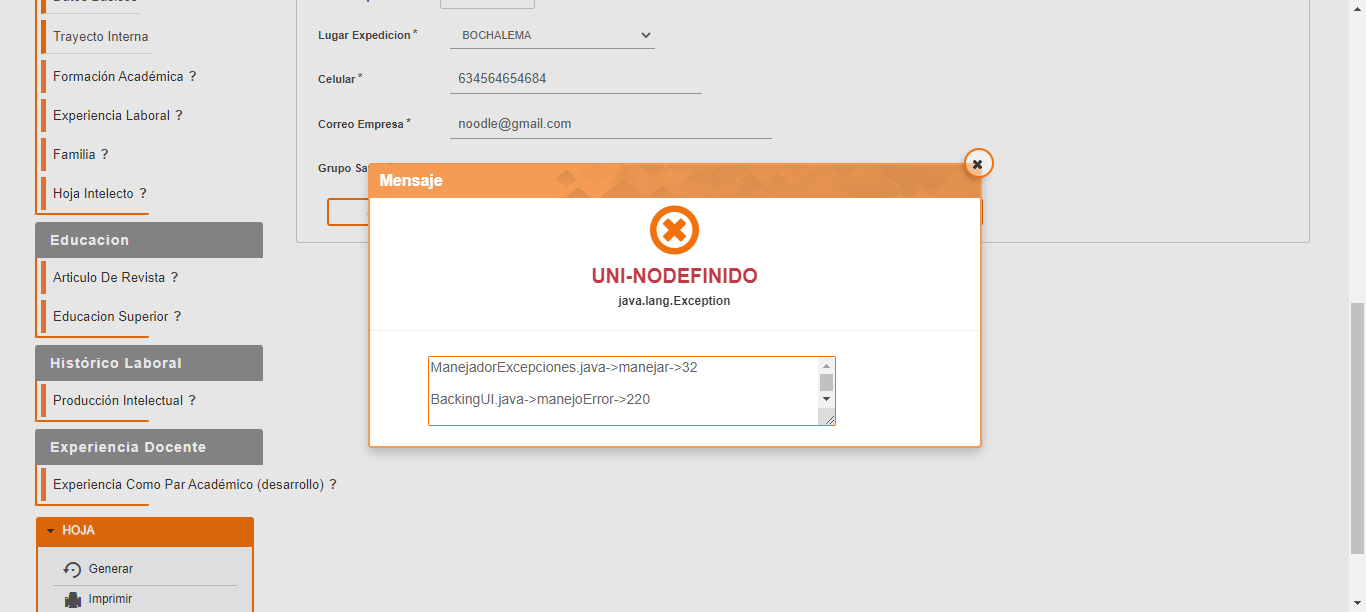 Trayecto Interna
Formación Académica ?
Experiencia Laboral ?
Familia ?
Hoja Intelecto ?
Educacion
Articulo De Revista ?
Educacion Superior ?
Histórico Laboral
Producción Intelectual ?
Experiencia Docente
Experiencia Como Par Académico (desarrollo) ?
HOJA
Generar
Imprimir
Lugar Expedicion*
BOCHALEMA
Celular*
634564654684
Correo Empresa*
noodle@gmail.com
Grupo
Mensaje
UNI-NODEFINIDO
java.lang.Exception
ManejadorExcepciones.java->manejar->32
BackingUI.java->manejoError->220